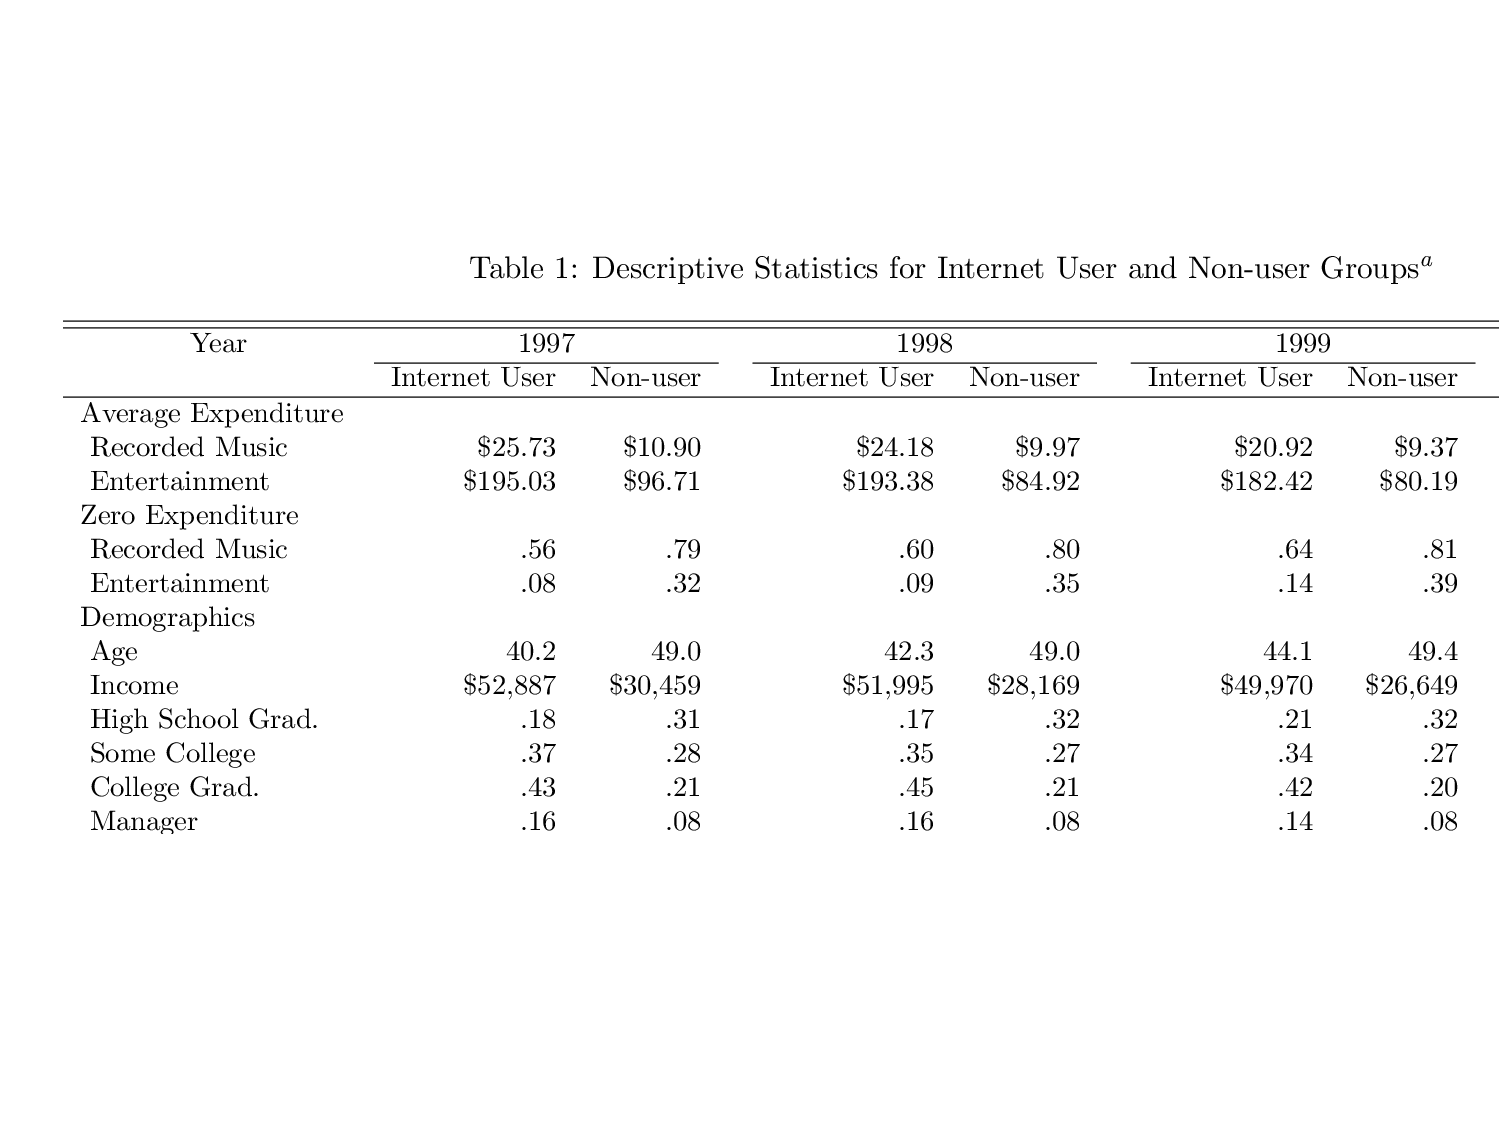 Table 1: Descriptive Statistics for Internet User and Non-user Groups^a
Year 1997 1998 1999
Internet User Non-user Internet User Non-user Internet User Non-user
Average Expenditure
Recorded Music $25.73 $10.90 $24.18 $9.97 $20.92 $9.37
Entertainment $195.03 $96.71 $193.38 $84.92 $182.42 $80.19
Zero Expenditure
Recorded Music .56 .79 .60 .80 .64 .81
Entertainment .08 .32 .09 .35 .14 .39
Demographics
Age 40.2 49.0 42.3 49.0 44.1 49.4
Income $52,887 $30,459 $51,995 $28,169 $49,970 $26,649
High School Grad. .18 .31 .17 .32 .21 .32
Some College .37 .28 .35 .27 .34 .27
College Grad. .43 .21 .45 .21 .42 .20
Manager .16 .08 .16 .08 .14 .08